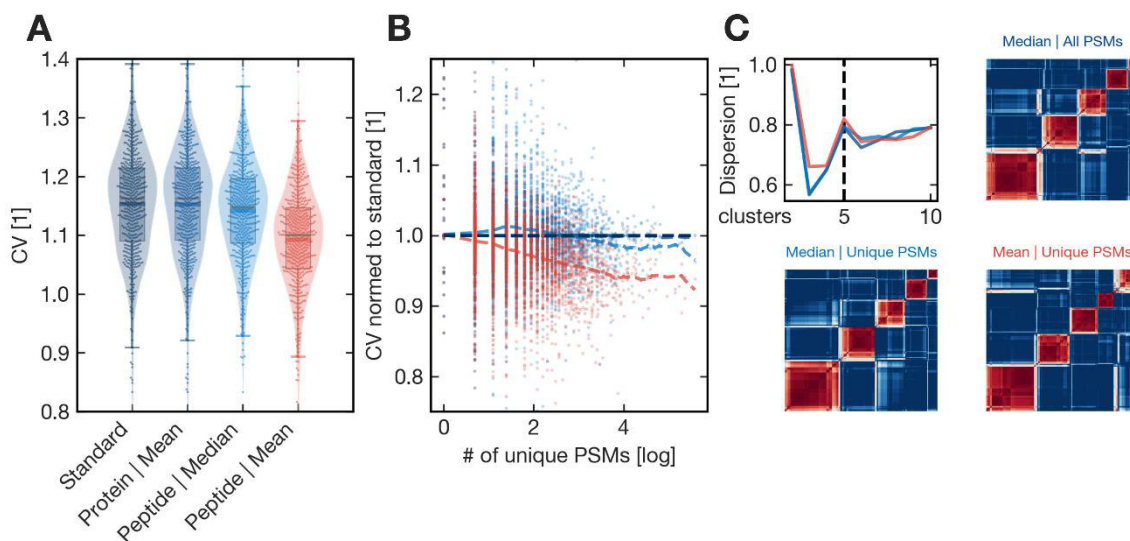 A
CV [1]
1.4
1.3
1.2
1.1
1.0
0.9
0.8
Standard
Protein | Mean
Peptide | Median
Peptide | Mean
B
CV normed to standard [1]
1.2
1.1
1.0
0.9
0.8
0
2
4
# of unique PSMs [log]
C
Dispersion [1]
1.0
0.8
0.6
clusters
5
10
Median | All PSMs
Median | Unique PSMs
Mean | Unique PSMs